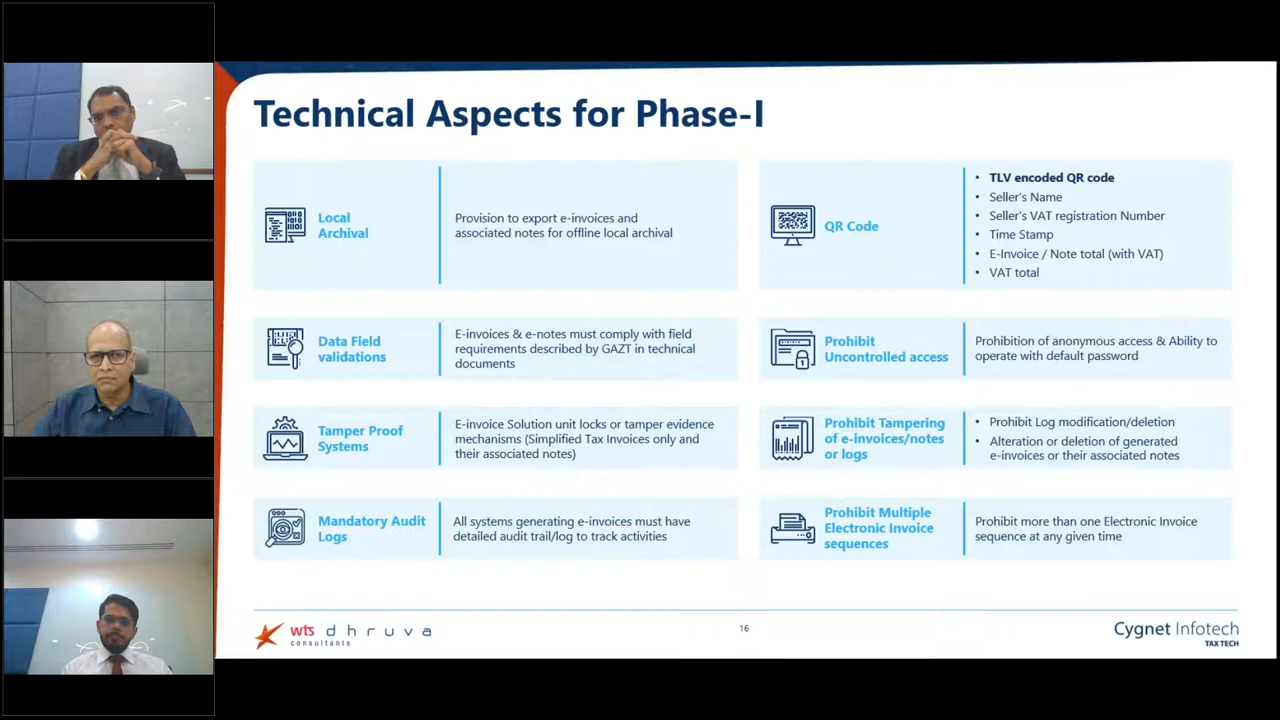 Technical Aspects for Phase-I
Local
Archival
Provision to export e-invoices and
associated notes for offline local archival
QR Code
• TLV encoded QR code
• Seller's Name
• Seller's VAT registration Number
• Time Stamp
• E-Invoice / Note total (with VAT)
• VAT total
Data Field
validations
E-invoices & e-notes must comply with field
requirements described by GAZT in technical
documents
Prohibit
Uncontrolled access
Prohibition of anonymous access & Ability to
operate with default password
Tamper Proof
Systems
E-invoice Solution unit locks or tamper evidence
mechanisms (Simplified Tax Invoices only and
their associated notes)
Prohibit Tampering
of e-invoices/notes
or logs
• Prohibit Log modification/deletion
• Alteration or deletion of generated
e-invoices or their associated notes
Mandatory Audit
Logs
All systems generating e-invoices must have
detailed audit trail/log to track activities
Prohibit Multiple
Electronic Invoice
sequences
Prohibit more than one Electronic Invoice
sequence at any given time
wts dhruva
consultants
16
Cygnet Infotech
TAX TECH